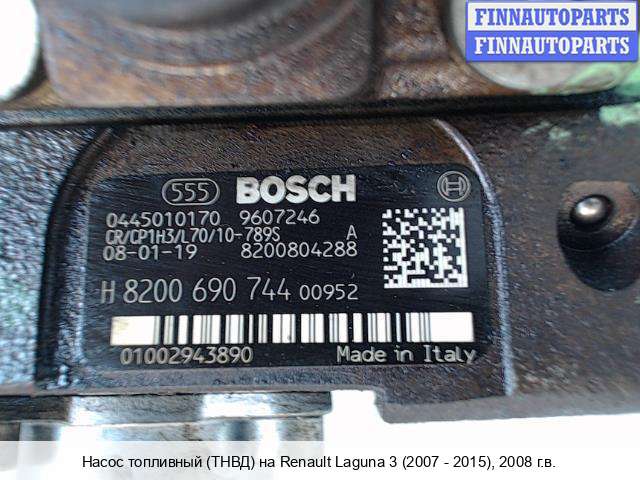 FINNAUTOPARTS
FINNAUTOPARTS
555 BOSCH
0445010170 9607246
CR/CP1H3/L70/10-789S A
08-01-19 8200804288
H 8200 690 744 00952
01002943890 Made in Italy
Насос топливный (ТНВД) на Renault Laguna 3 (2007 - 2015), 2008 г.в.